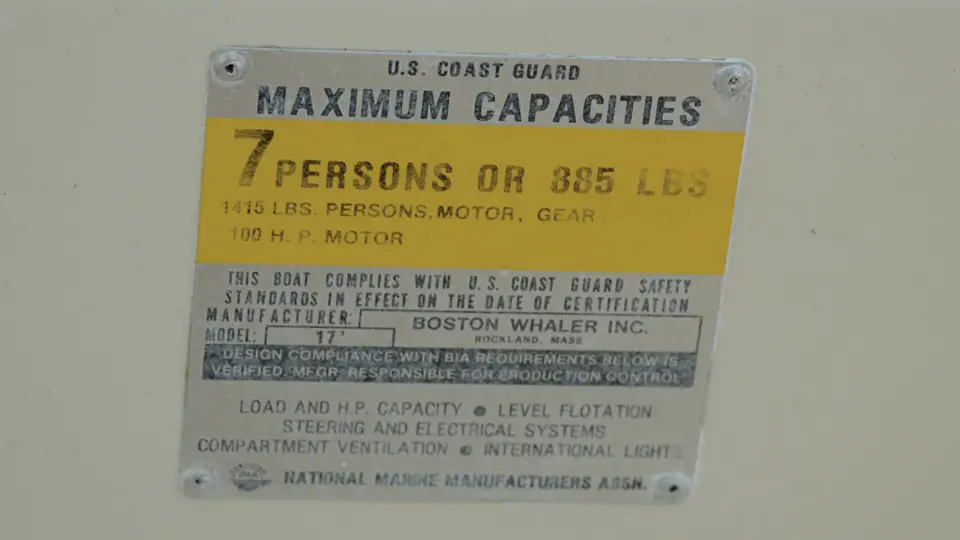 U.S. COAST GUARD
MAXIMUM CAPACITIES
7 PERSONS OR 885 LBS
1415 LBS. PERSONS, MOTOR, GEAR
100 H. P. MOTOR
THIS BOAT COMPLIES WITH U.S. COAST GUARD SAFETY
STANDARDS IN EFFECT ON THE DATE OF CERTIFICATION
MANUFACTURER: BOSTON WHALER INC.
ROCKLAND, MASS
MODEL: 17'
DESIGN COMPLIANCE WITH BIA REQUIREMENTS BELOW IS
VERIFIED. MFGR. RESPONSIBLE FOR PRODUCTION CONTROL
LOAD AND H.P. CAPACITY ● LEVEL FLOTATION
STEERING AND ELECTRICAL SYSTEMS
COMPARTMENT VENTILATION ● INTERNATIONAL LIGHTS
NATIONAL MARINE MANUFACTURERS ASSN.